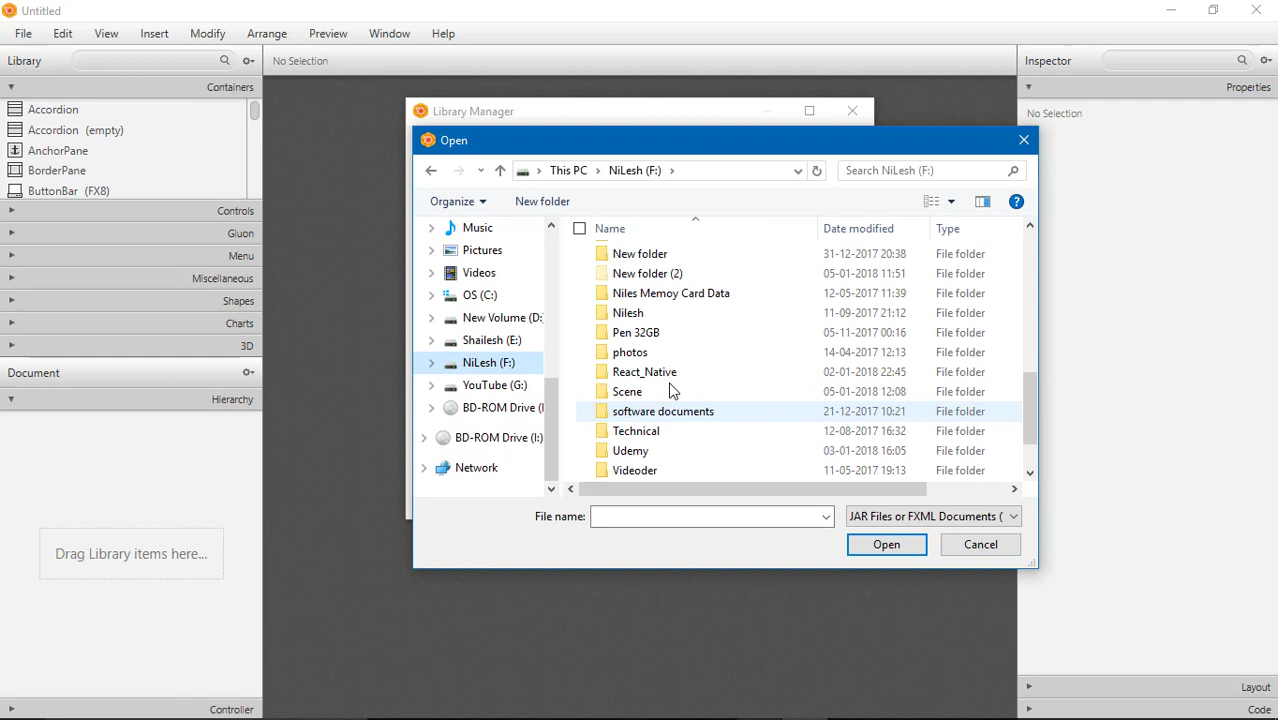 Untitled
File Edit View Insert Modify Arrange Preview Window Help
Library
No Selection
Inspector
Containers
Accordion
Accordion (empty)
AnchorPane
BorderPane
ButtonBar (FX8)
Controls
Gluon
Menu
Miscellaneous
Shapes
Charts
3D
Document
Hierarchy
Drag Library items here...
Controller
Properties
No Selection
Layout
Code
Library Manager
Open
This PC NiLesh (F:)
Search NiLesh (F:)
Organize New folder
Music
Pictures
Videos
OS (C:)
New Volume (D:
Shailesh (E:)
NiLesh (F:)
YouTube (G:)
BD-ROM Drive (
BD-ROM Drive (I:)
Network
Name Date modified Type
New folder 31-12-2017 20:38 File folder
New folder (2) 05-01-2018 11:51 File folder
Niles Memoy Card Data 12-05-2017 11:39 File folder
Nilesh 11-09-2017 21:12 File folder
Pen 32GB 05-11-2017 00:16 File folder
photos 14-04-2017 12:13 File folder
React_Native 02-01-2018 22:45 File folder
Scene 05-01-2018 12:08 File folder
software documents 21-12-2017 10:21 File folder
Technical 12-08-2017 16:32 File folder
Udemy 03-01-2018 16:05 File folder
Videoder 11-05-2017 19:13 File folder
File name: JAR Files or FXML Documents (
Open Cancel